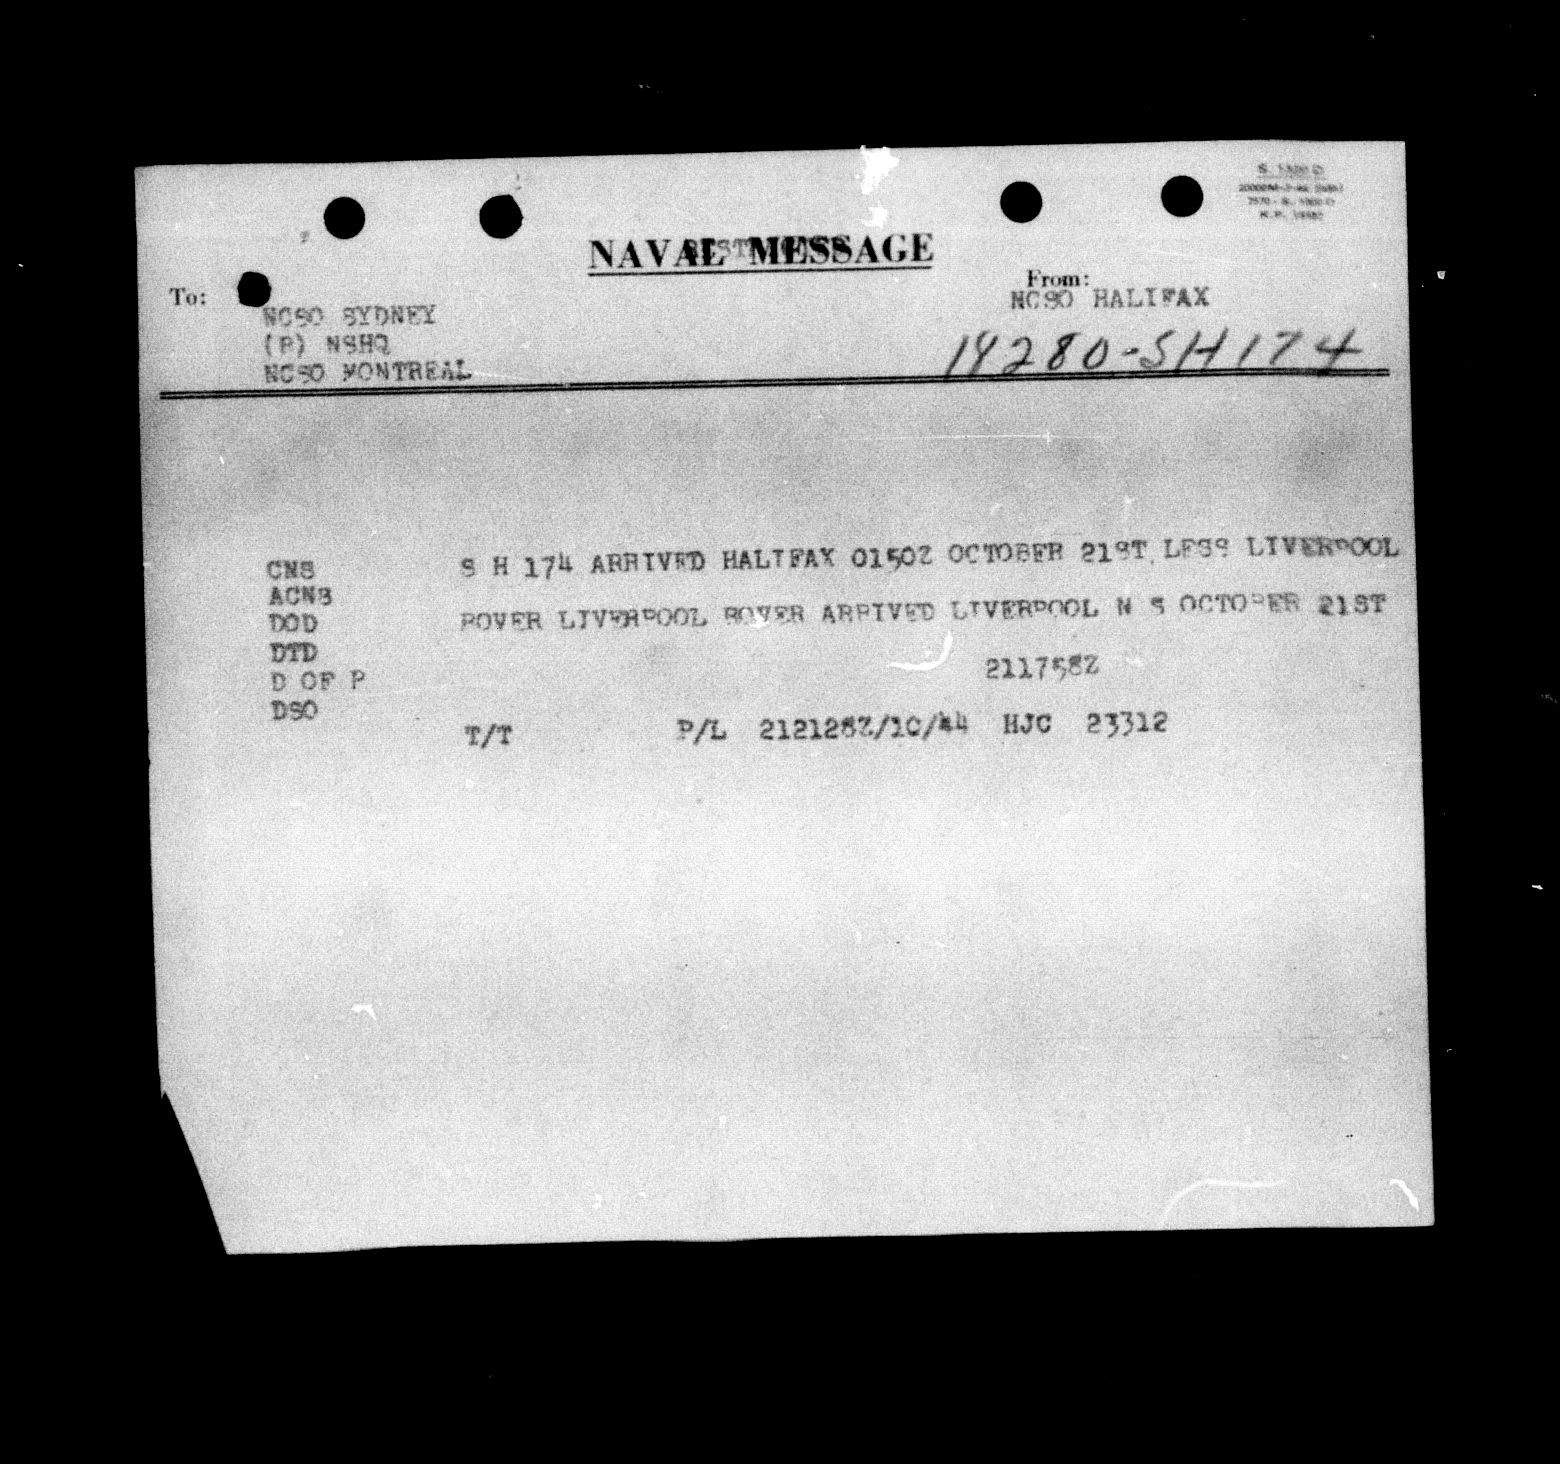 NAVAL MESSAGE
To:
From:
NCSO SYDNEY
NCSO HALIFAX
(R) NSHQ
NCSO MONTREAL
14280-SH174
CNS
S H 174 ARRIVED HALIFAX 0150Z OCTOBER 21ST LESS LIVERPOOL
ACNS
DOD
ROVER LIVERPOOL ROVER ARRIVED LIVERPOOL N S OCTOBER 21ST
DTD
D OF P
211758Z
DSO
T/T P/L 212128Z/10/44 HJC 23312